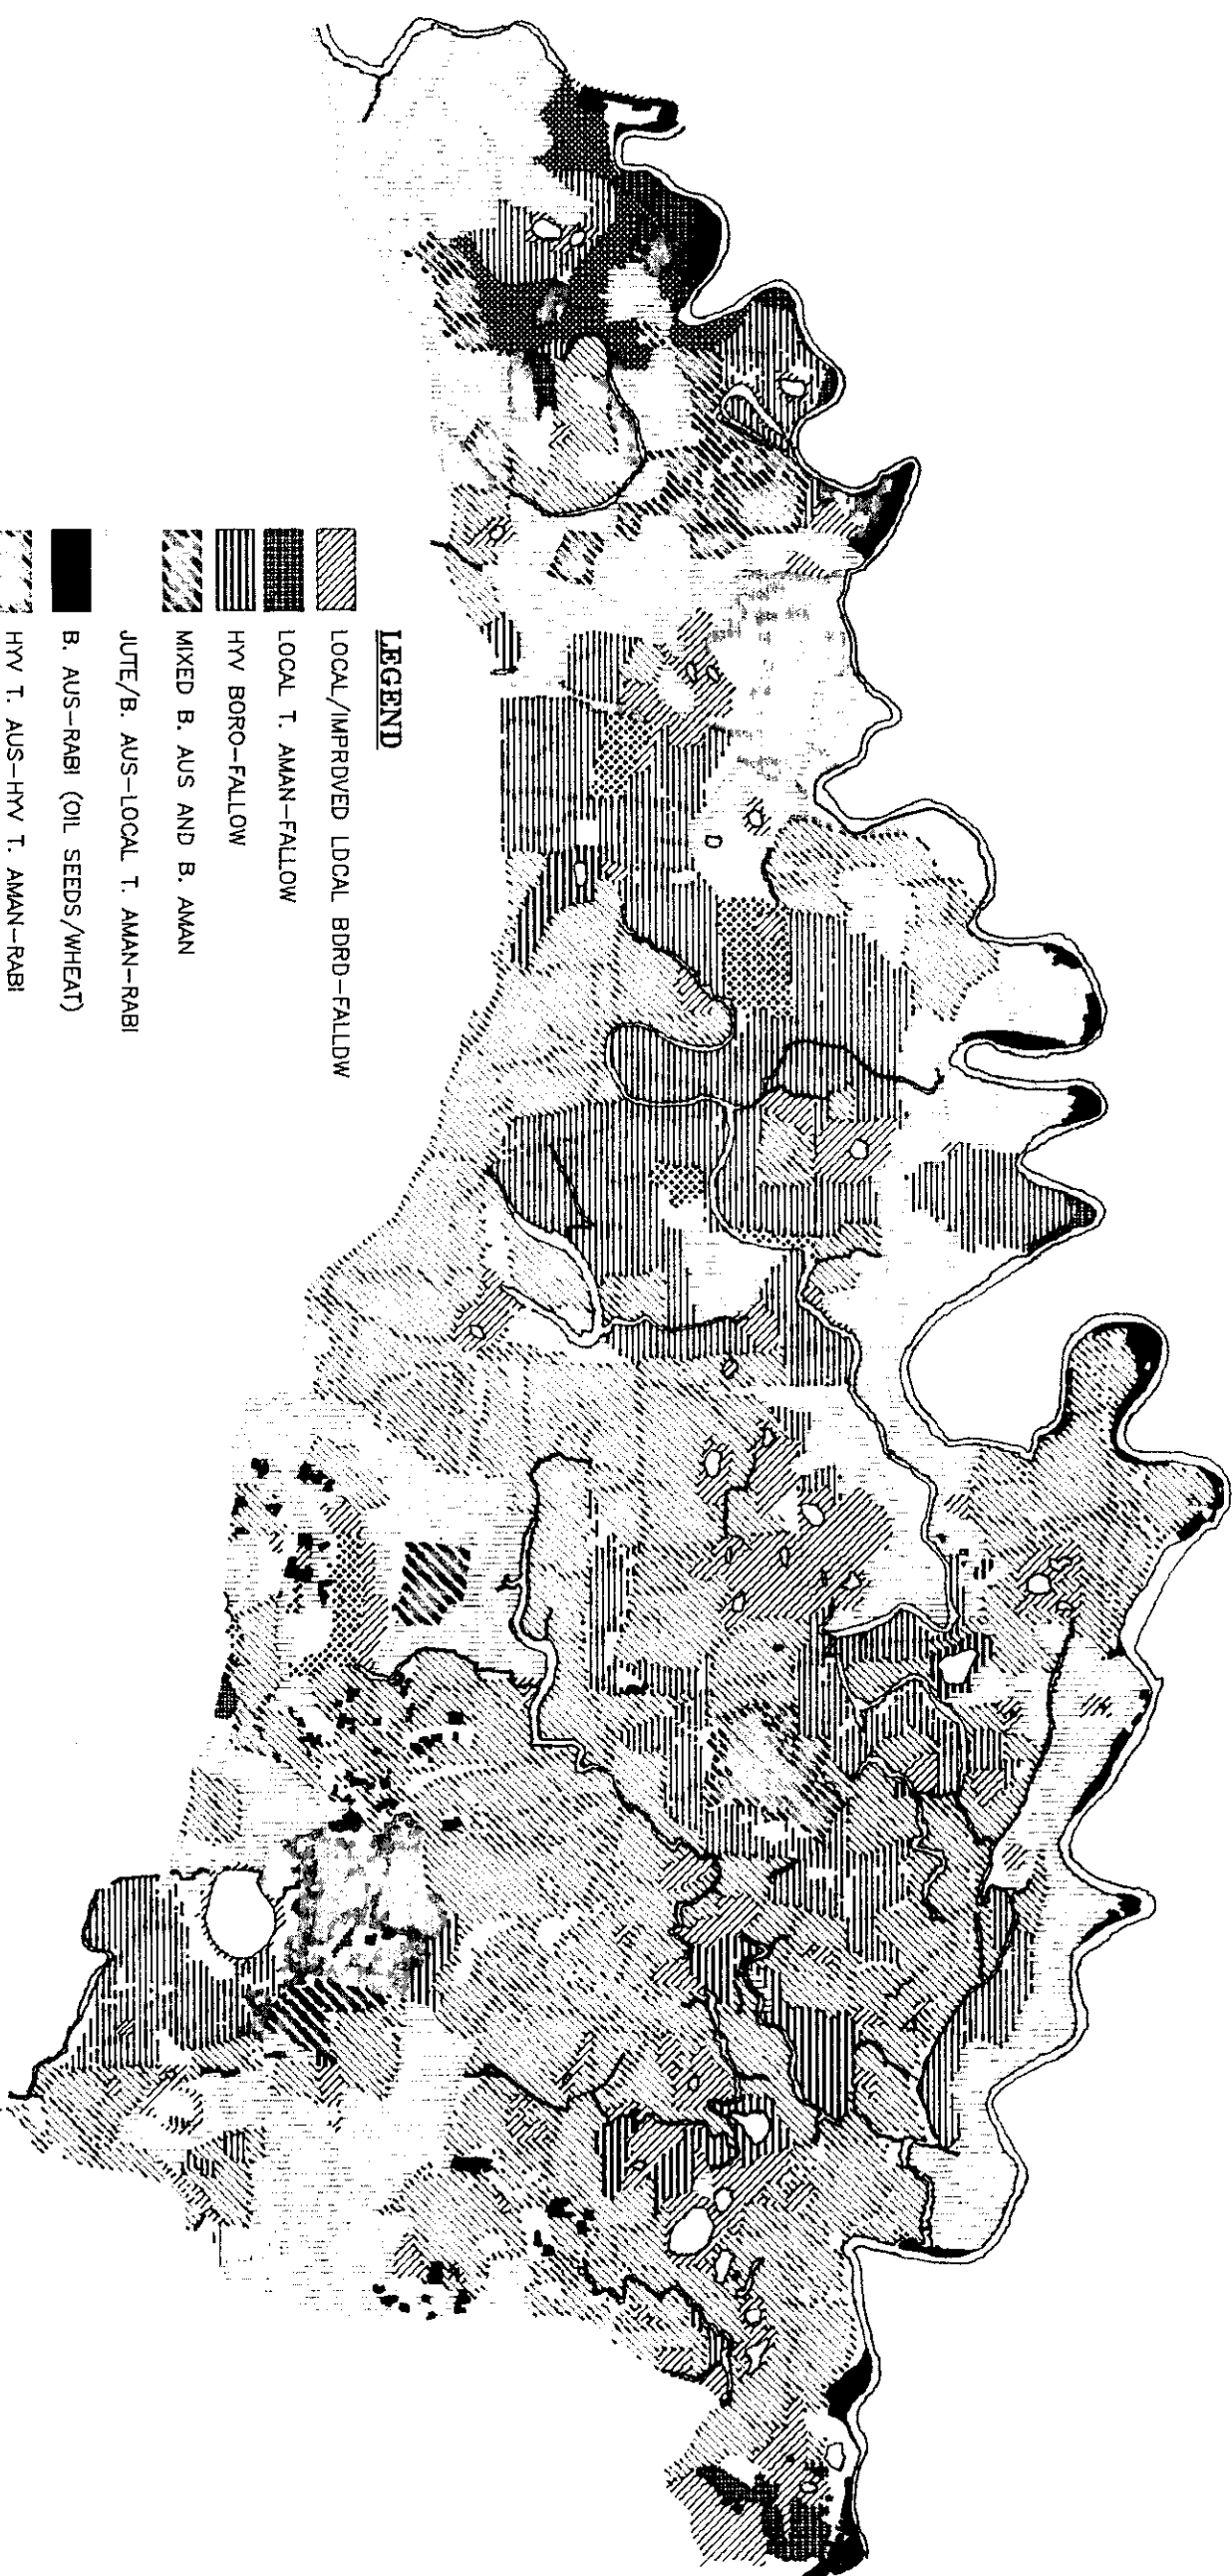 LEGEND
LOCAL/IMPRDVED LDCAL BDRD-FALLDW
LOCAL T. AMAN-FALLOW
HYV BORO-FALLOW
MIXED B. AUS AND B. AMAN
JUTE/B. AUS-LOCAL T. AMAN-RABI
B. AUS-RABI (OIL SEEDS/WHEAT)
HYV T. AUS-HYV T. AMAN-RABI